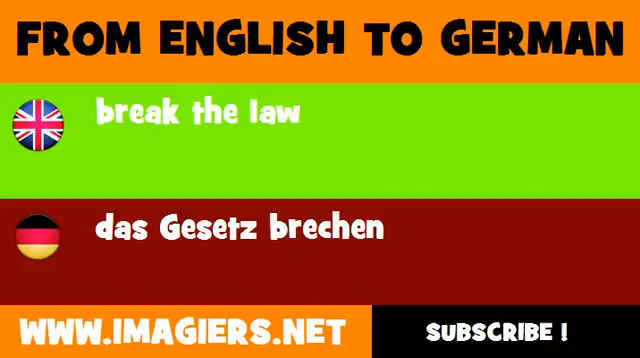 FROM ENGLISH TO GERMAN
break the law
das Gesetz brechen
WWW.IMAGIERS.NET
SUBSCRIBE !